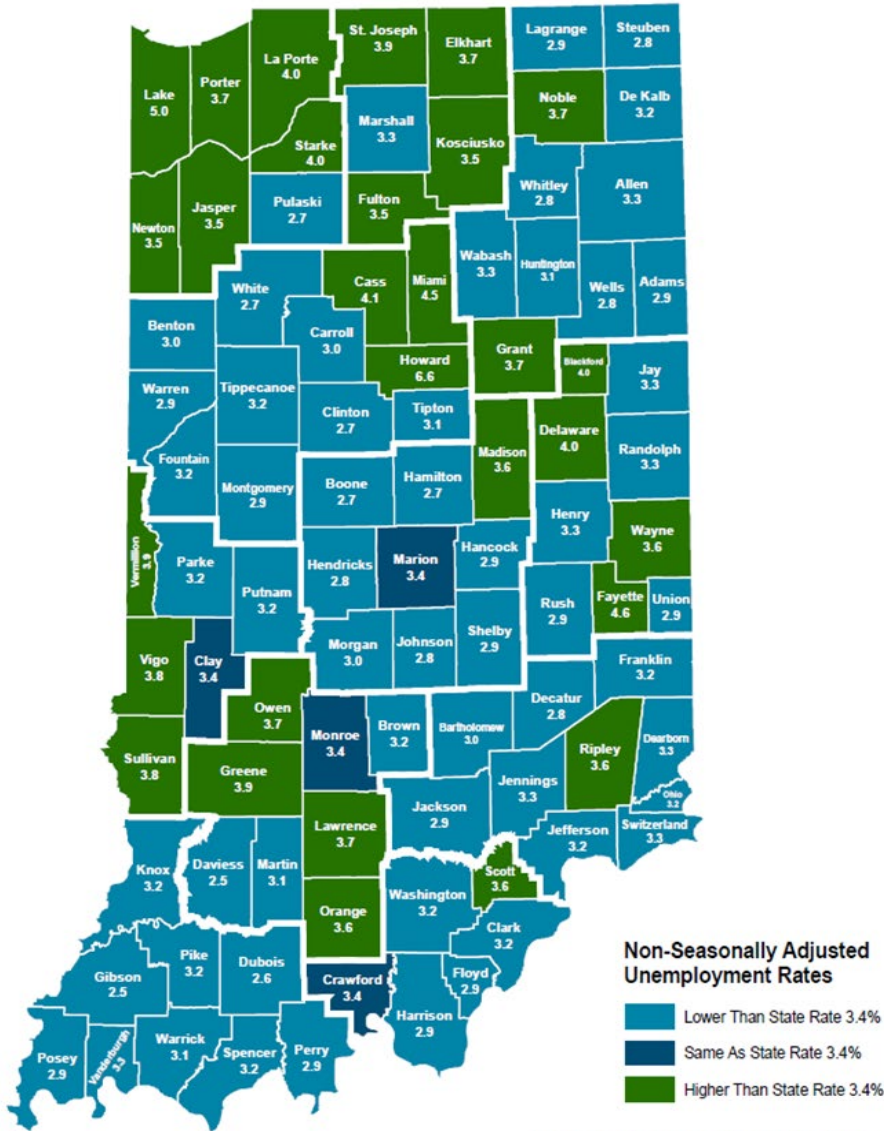 St. Joseph
3.9
Elkhart
3.7
Lagrange
2.9
Steuben
2.8
La Porte
4.0
Porter
3.7
Lake
5.0
Noble
3.7
De Kalb
3.2
Marshall
3.3
Kosciusko
3.5
Starke
4.0
Whitley
2.8
Allen
3.3
Pulaski
2.7
Fulton
3.5
Jasper
3.5
Newton
3.5
Wabash
3.3
Huntington
3.1
Wells
2.8
Adams
2.9
White
2.7
Cass
4.1
Miami
4.5
Benton
3.0
Carroll
3.0
Howard
6.6
Grant
3.7
Blackford
4.0
Jay
3.3
Warren
2.9
Tippecanoe
3.2
Clinton
2.7
Tipton
3.1
Madison
3.6
Delaware
4.0
Randolph
3.3
Fountain
3.2
Montgomery
2.9
Boone
2.7
Hamilton
2.7
Henry
3.3
Wayne
3.6
Vermillion
3.9
Parke
3.2
Putnam
3.2
Hendricks
2.8
Marion
3.4
Hancock
2.9
Rush
2.9
Fayette
4.6
Union
2.9
Vigo
3.8
Clay
3.4
Morgan
3.0
Johnson
2.8
Shelby
2.9
Franklin
3.2
Owen
3.7
Decatur
2.8
Monroe
3.4
Brown
3.2
Bartholomew
3.0
Ripley
3.6
Dearborn
3.3
Sullivan
3.8
Greene
3.9
Jennings
3.3
Ohio
3.2
Jackson
2.9
Lawrence
3.7
Jefferson
3.2
Switzerland
3.3
Knox
3.2
Daviess
2.5
Martin
3.1
Washington
3.2
Scott
3.6
Orange
3.6
Clark
3.2
Pike
3.2
Dubois
2.6
Gibson
2.5
Crawford
3.4
Floyd
2.9
Harrison
2.9
Posey
2.9
Vanderburgh
3.3
Warrick
3.1
Spencer
3.2
Perry
2.9
Non-Seasonally Adjusted
Unemployment Rates
Lower Than State Rate 3.4%
Same As State Rate 3.4%
Higher Than State Rate 3.4%